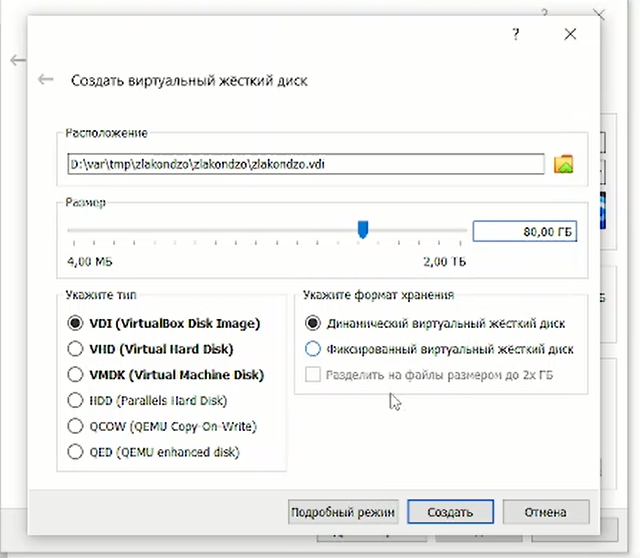 ?
Создать виртуальный жёсткий диск
Расположение
D:\var\tmp\zlakondzo\zlakondzo\zlakondzo.vdi
Размер
80,00 ГБ
4,00 МБ
2,00 ТБ
Укажите тип
VDI (VirtualBox Disk Image)
VHD (Virtual Hard Disk)
VMDK (Virtual Machine Disk)
HDD (Parallels Hard Disk)
QCOW (QEMU Copy-On-Write)
QED (QEMU enhanced disk)
Укажите формат хранения
Динамический виртуальный жёсткий диск
Фиксированный виртуальный жёсткий диск
Разделить на файлы размером до 2х ГБ
Подробный режим
Создать
Отмена